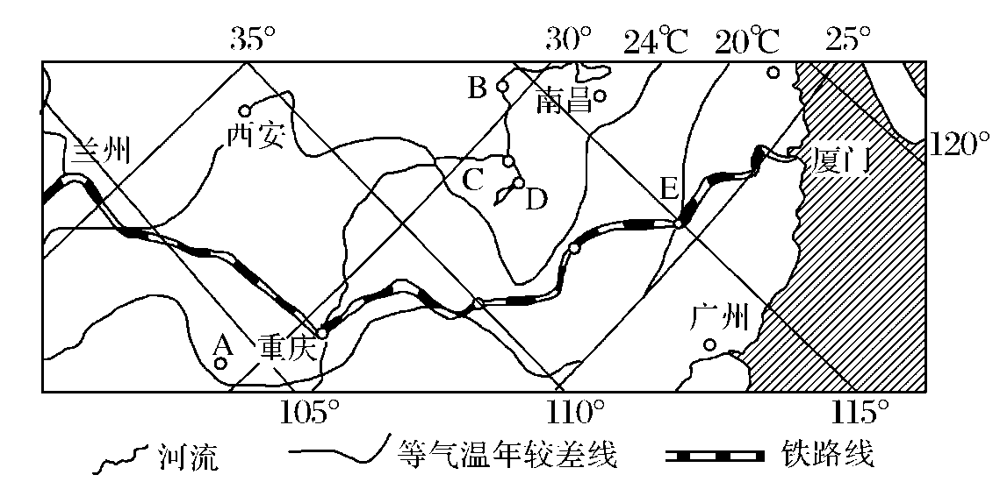 35° 30° 24℃ 20℃ 25°
B
南昌
西安
兰州
120°
厦门
C
D
E
广州
A
重庆
105° 110° 115°
河流 等气温年较差线 铁路线